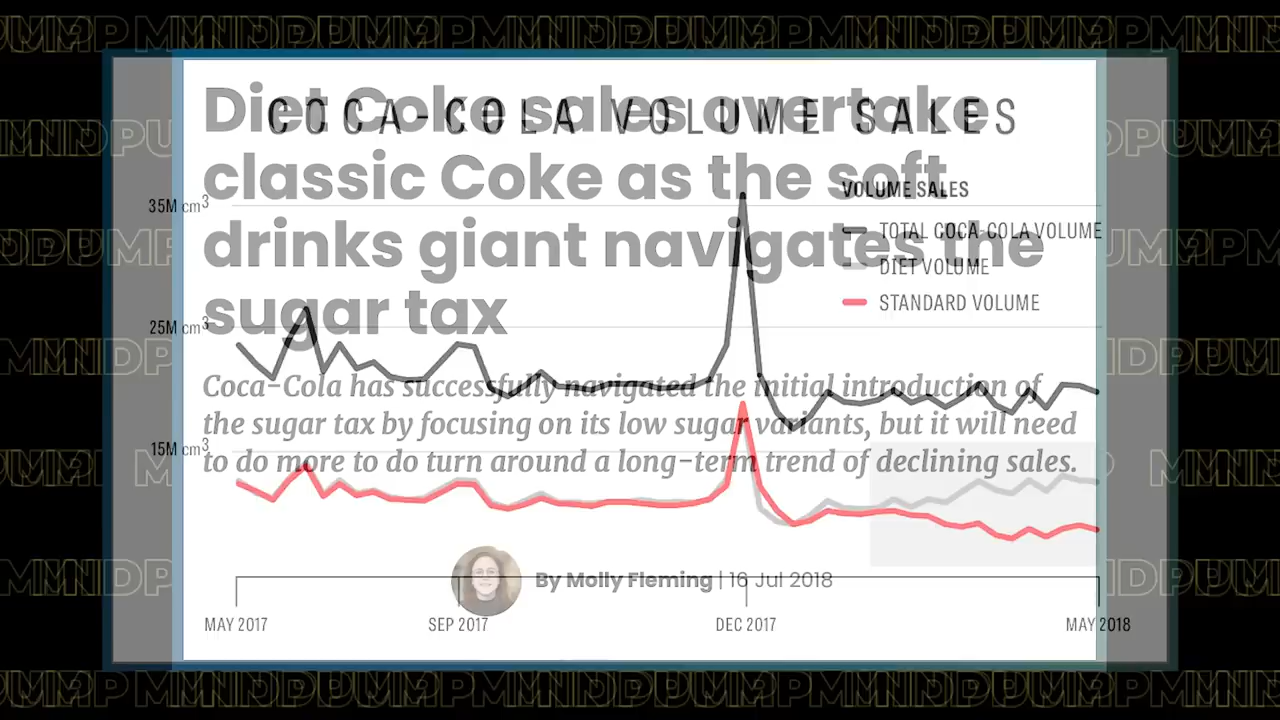 Diet Coke sales overtake
classic Coke as the soft
drinks giant navigates the
sugar tax
Coca-Cola has successfully navigated the initial introduction of
the sugar tax by focusing on its low sugar variants, but it will need
to do more to do turn around a long-term trend of declining sales.
By Molly Fleming | 16 Jul 2018
COCA-COLA VOLUME SALES
VOLUME SALES
TOTAL COCA-COLA VOLUME
DIET VOLUME
STANDARD VOLUME
35M cm³
25M cm³
15M cm³
MAY 2017
SEP 2017
DEC 2017
MAY 2018